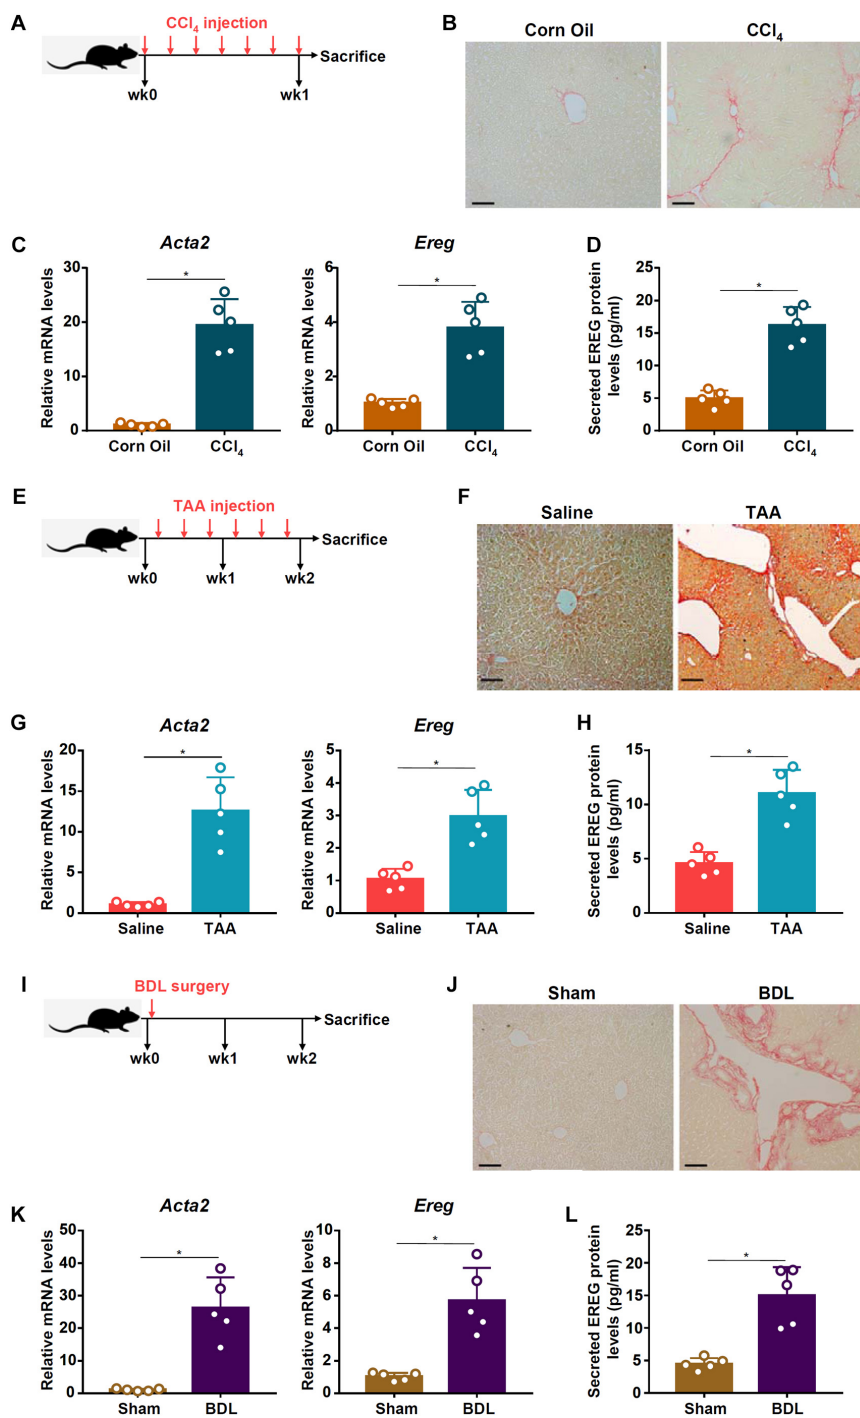 A
CCl4 injection
Sacrifice
wk0
wk1
B
Corn Oil
CCl4
C
Acta2
Relative mRNA levels
30
20
10
0
Corn Oil
CCl4
*
Ereg
Relative mRNA levels
6
4
2
0
Corn Oil
CCl4
*
D
Secreted EREG protein
levels (pg/ml)
25
20
15
10
5
0
Corn Oil
CCl4
*
E
TAA injection
Sacrifice
wk0
wk1
wk2
F
Saline
TAA
G
Acta2
Relative mRNA levels
20
15
10
5
0
Saline
TAA
*
Ereg
Relative mRNA levels
5
4
3
2
1
0
Saline
TAA
*
H
Secreted EREG protein
levels (pg/ml)
15
10
5
0
Saline
TAA
*
I
BDL surgery
Sacrifice
wk0
wk1
wk2
J
Sham
BDL
K
Acta2
Relative mRNA levels
50
40
30
20
10
0
Sham
BDL
*
Ereg
Relative mRNA levels
10
8
6
4
2
0
Sham
BDL
*
L
Secreted EREG protein
levels (pg/ml)
25
20
15
10
5
0
Sham
BDL
*